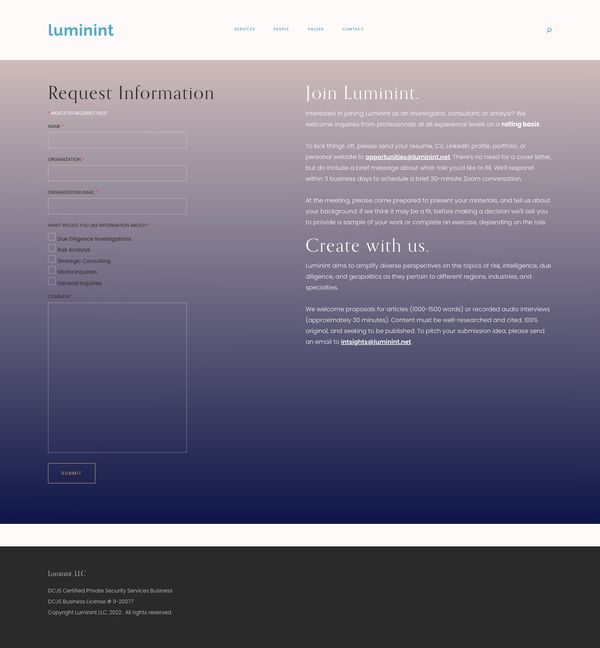 luminint
SERVICES PEOPLE VALUES CONTACT
Request Information
* INDICATES REQUIRED FIELD
NAME *
ORGANIZATION *
ORGANIZATION EMAIL *
WHAT WOULD YOU LIKE INFORMATION ABOUT? *
Due Diligence Investigations
Risk Analysis
Strategic Consulting
Media Inquiries
General Inquiries
COMMENT
SUBMIT
Join Luminint.
Interested in joining Luminint as an investigator, consultant, or analyst? We
welcome inquiries from professionals at all experience levels on a rolling basis.
To kick things off, please send your resume, CV, LinkedIn profile, portfolio, or
personal website to opportunities@luminint.net. There's no need for a cover letter,
but do include a brief message about what role you'd like to fill. We'll respond
within 3 business days to schedule a brief 30-minute Zoom conversation.
At the meeting, please come prepared to present your materials, and tell us about
your background. If we think it may be a fit, before making a decision we'll ask you
to provide a sample of your work or complete an exercise, depending on the role.
Create with us.
Luminint aims to amplify diverse perspectives on the topics of risk, intelligence, due
diligence, and geopolitics as they pertain to different regions, industries, and
specialties.
We welcome proposals for articles (1000-1500 words) or recorded audio interviews
(approximately 30 minutes). Content must be well-researched and cited, 100%
original, and seeking to be published. To pitch your submission idea, please send
an email to intsights@luminint.net.
Luminint, LLC
DCJS Certified Private Security Services Business
DCJS Business License # 11-20077
Copyright Luminint LLC, 2022. All rights reserved.